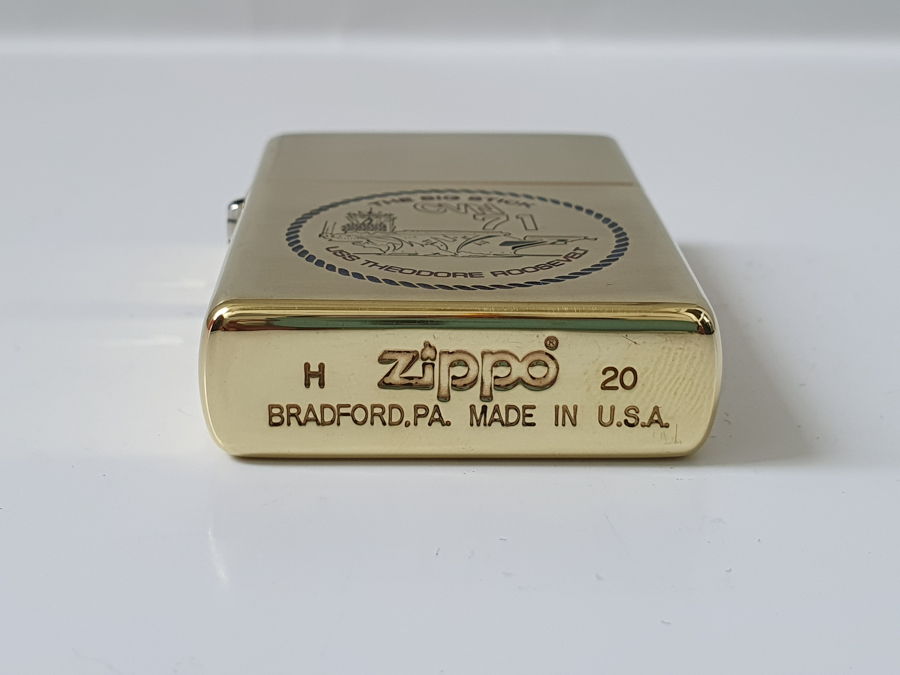 THE BIG STICK
CVN
71
USS THEODORE ROOSEVELT
H zippo® 20
BRADFORD,PA. MADE IN U.S.A.